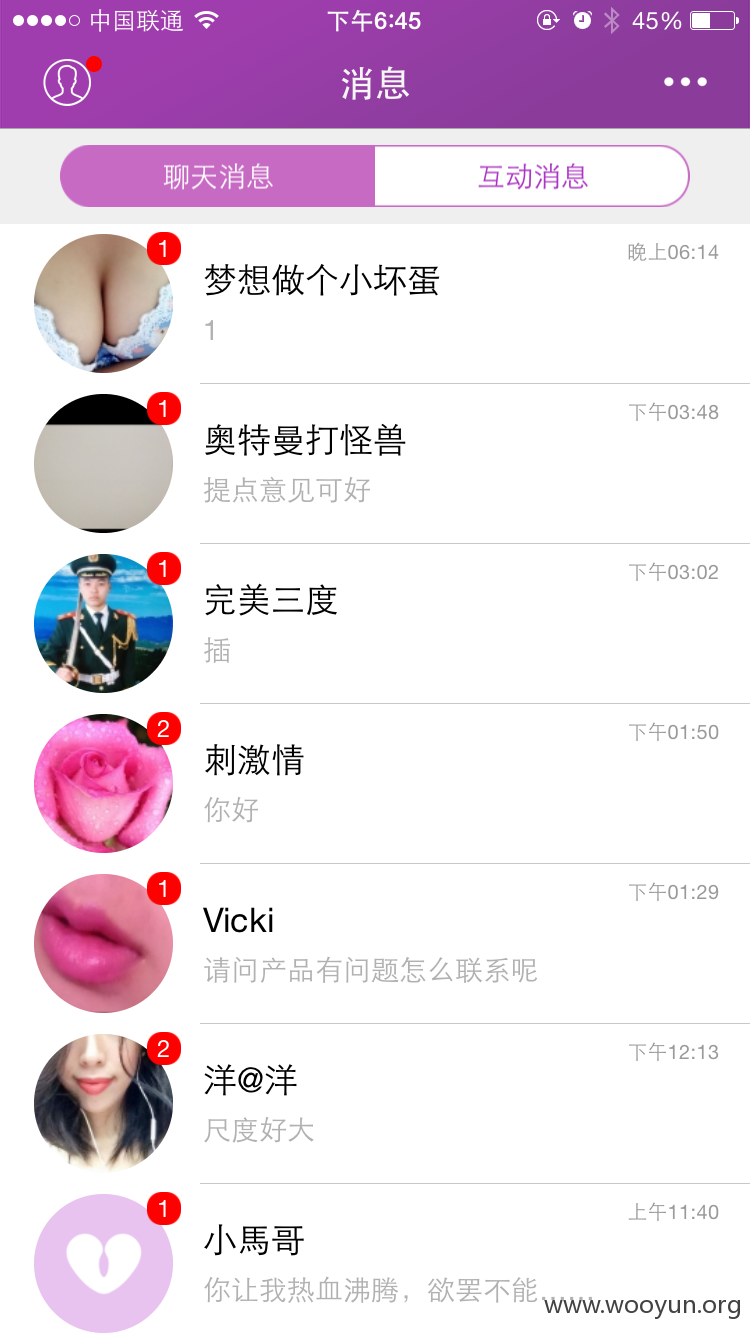 中国联通 下午6:45 45%
消息
聊天消息 互动消息
1
晚上06:14
梦想做个小坏蛋
1
1
下午03:48
奥特曼打怪兽
提点意见可好
1
下午03:02
完美三度
插
2
下午01:50
刺激情
你好
1
下午01:29
Vicki
请问产品有问题怎么联系呢
2
下午12:13
洋@洋
尺度好大
1
上午11:40
小馬哥
你让我热血沸腾，欲罢不能......
www.wooyun.org